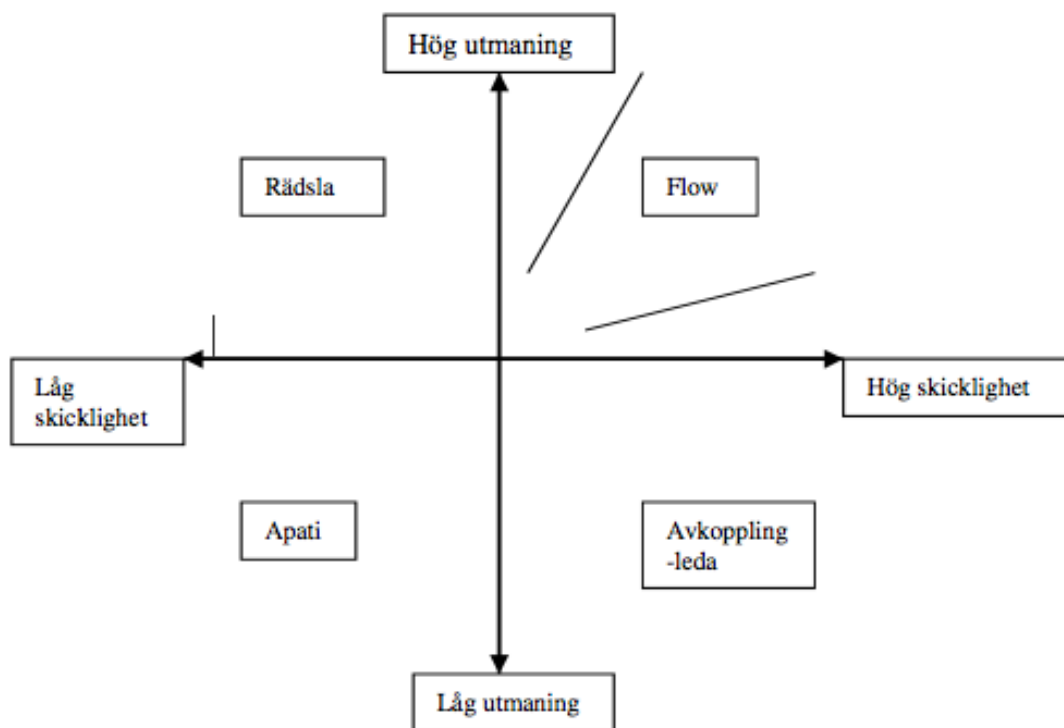 Hög utmaning
Rädsla
Flow
Låg
skicklighet
Hög skicklighet
Apati
Avkoppling
-leda
Låg utmaning